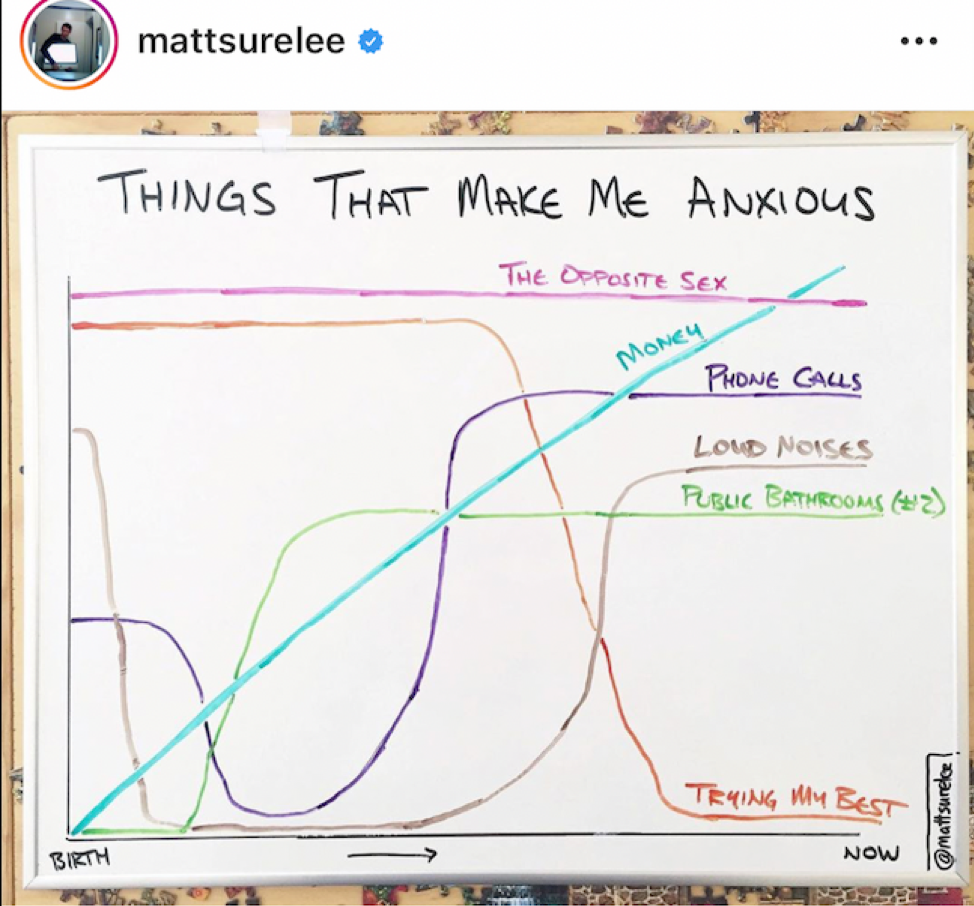 mattsurelee
THINGS THAT MAKE ME ANXIOUS
THE OPPOSITE SEX
MONEY
PHONE CALLS
LOUD NOISES
PUBLIC BATHROOMS (#2)
TRYING MY BEST
@mattsurelee
BIRTH
NOW